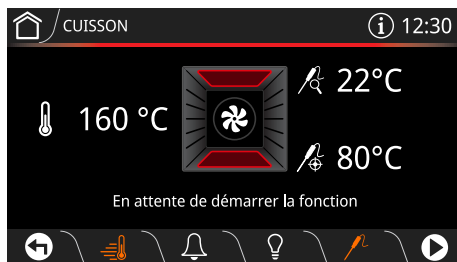 CUISSON
i 12:30
160 °C
22°C
80°C
En attente de démarrer la fonction